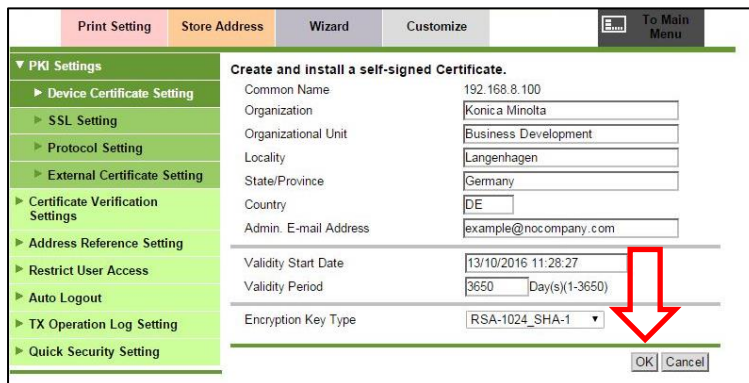 Print Setting Store Address Wizard Customize To Main
Menu
▼ PKI Settings
▶ Device Certificate Setting
▶ SSL Setting
▶ Protocol Setting
▶ External Certificate Setting
▶ Certificate Verification
Settings
▶ Address Reference Setting
▶ Restrict User Access
▶ Auto Logout
▶ TX Operation Log Setting
▶ Quick Security Setting
Create and install a self-signed Certificate.
Common Name 192.168.8.100
Organization Konica Minolta
Organizational Unit Business Development
Locality Langenhagen
State/Province Germany
Country DE
Admin. E-mail Address example@nocompany.com
Validity Start Date 13/10/2016 11:28:27
Validity Period 3650 Day(s)(1-3650)
Encryption Key Type RSA-1024_SHA-1 ▼
OK Cancel